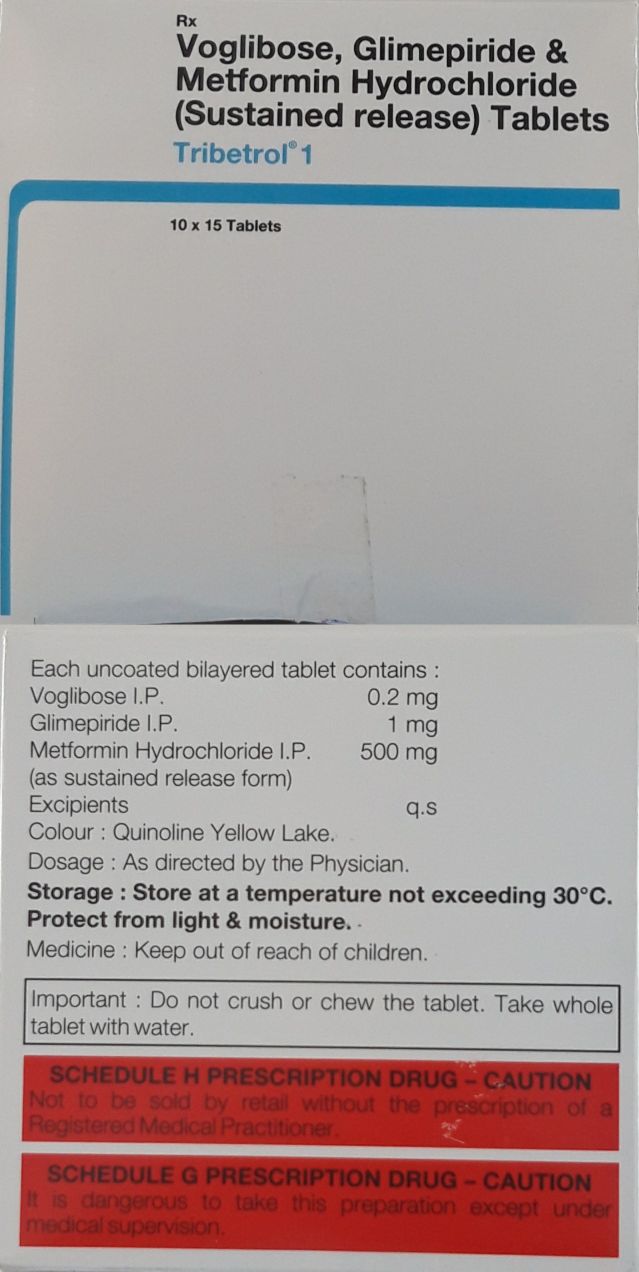 Rx
Voglibose, Glimepiride &
Metformin Hydrochloride
(Sustained release) Tablets
Tribetrol® 1
10 x 15 Tablets
Each uncoated bilayered tablet contains :
Voglibose I.P. 0.2 mg
Glimepiride I.P. 1 mg
Metformin Hydrochloride I.P. 500 mg
(as sustained release form)
Excipients q.s
Colour : Quinoline Yellow Lake.
Dosage : As directed by the Physician.
Storage : Store at a temperature not exceeding 30°C.
Protect from light & moisture.
Medicine : Keep out of reach of children.
Important : Do not crush or chew the tablet. Take whole
tablet with water.
SCHEDULE H PRESCRIPTION DRUG – CAUTION
Not to be sold by retail without the prescription of a
Registered Medical Practitioner.
SCHEDULE G PRESCRIPTION DRUG – CAUTION
It is dangerous to take this preparation except under
medical supervision.